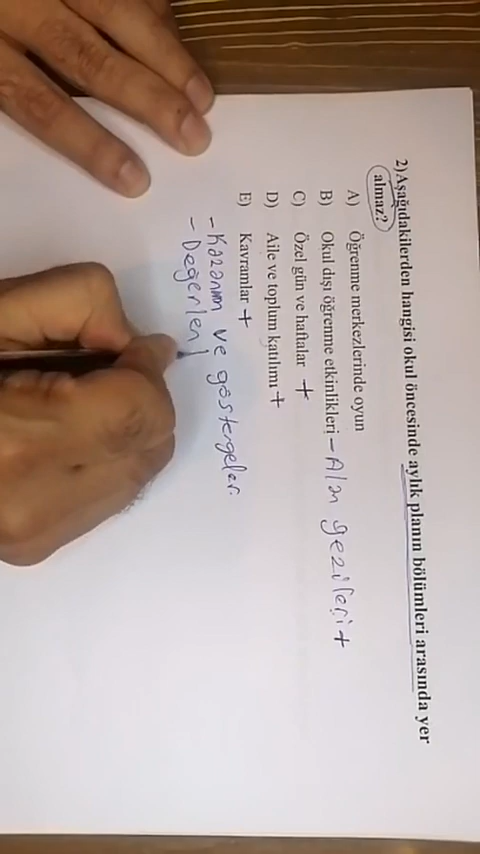 2) Aşağıdakilerden hangisi okul öncesinde aylık planın bölümleri arasında yer
almaz?
A) Öğrenme merkezlerinde oyun
B) Okul dışı öğrenme etkinlikleri – Alan gezileri +
C) Özel gün ve haftalar +
D) Aile ve toplum katılımı +
E) Kavramlar +
- Kazanım ve göstergeler.
- Değerlen